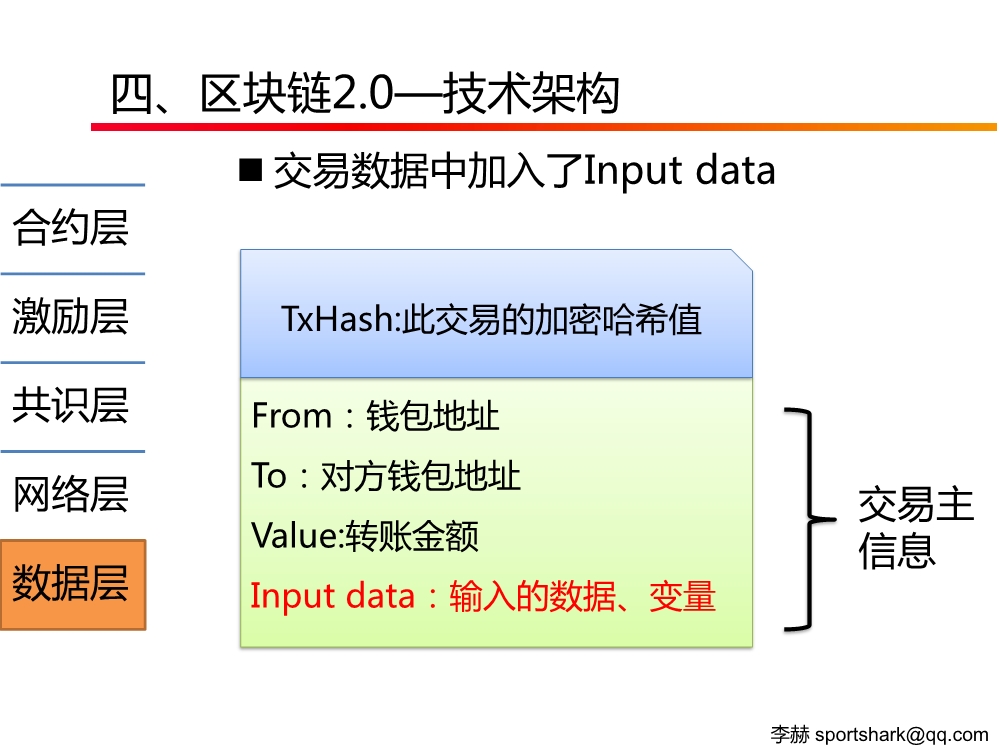 四、区块链2.0—技术架构
■ 交易数据中加入了Input data
合约层
激励层
共识层
网络层
数据层
TxHash:此交易的加密哈希值
From：钱包地址
To：对方钱包地址
Value:转账金额
Input data：输入的数据、变量
交易主
信息
李赫 sportshark@qq.com